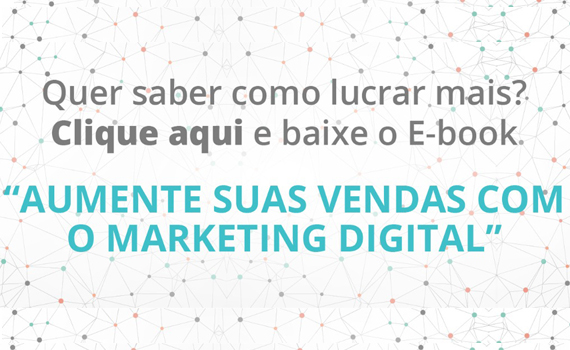 Quer saber como lucrar mais?
Clique aqui e baixe o E-book
“AUMENTE SUAS VENDAS COM
O MARKETING DIGITAL”